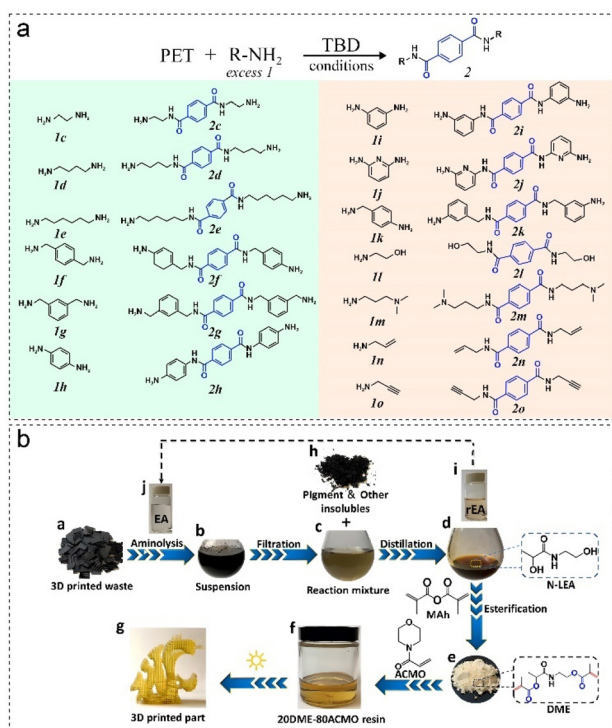 a
PET + R-NH₂ TBD 2
excess 1 conditions
1c 2c
1d 2d
1e 2e
1f 2f
1g 2g
1h 2h
1i 2i
1j 2j
1k 2k
1l 2l
1m 2m
1n 2n
1o 2o
b
h
Pigment & Other
insolubles
+
j
EA
i
rEA
a
3D printed waste
Aminolysis
b
Suspension
Filtration
c
Reaction mixture
Distillation
d
N-LEA
MAh
Esterification
ACMO
g
3D printed part
f
20DME-80ACMO resin
e
DME